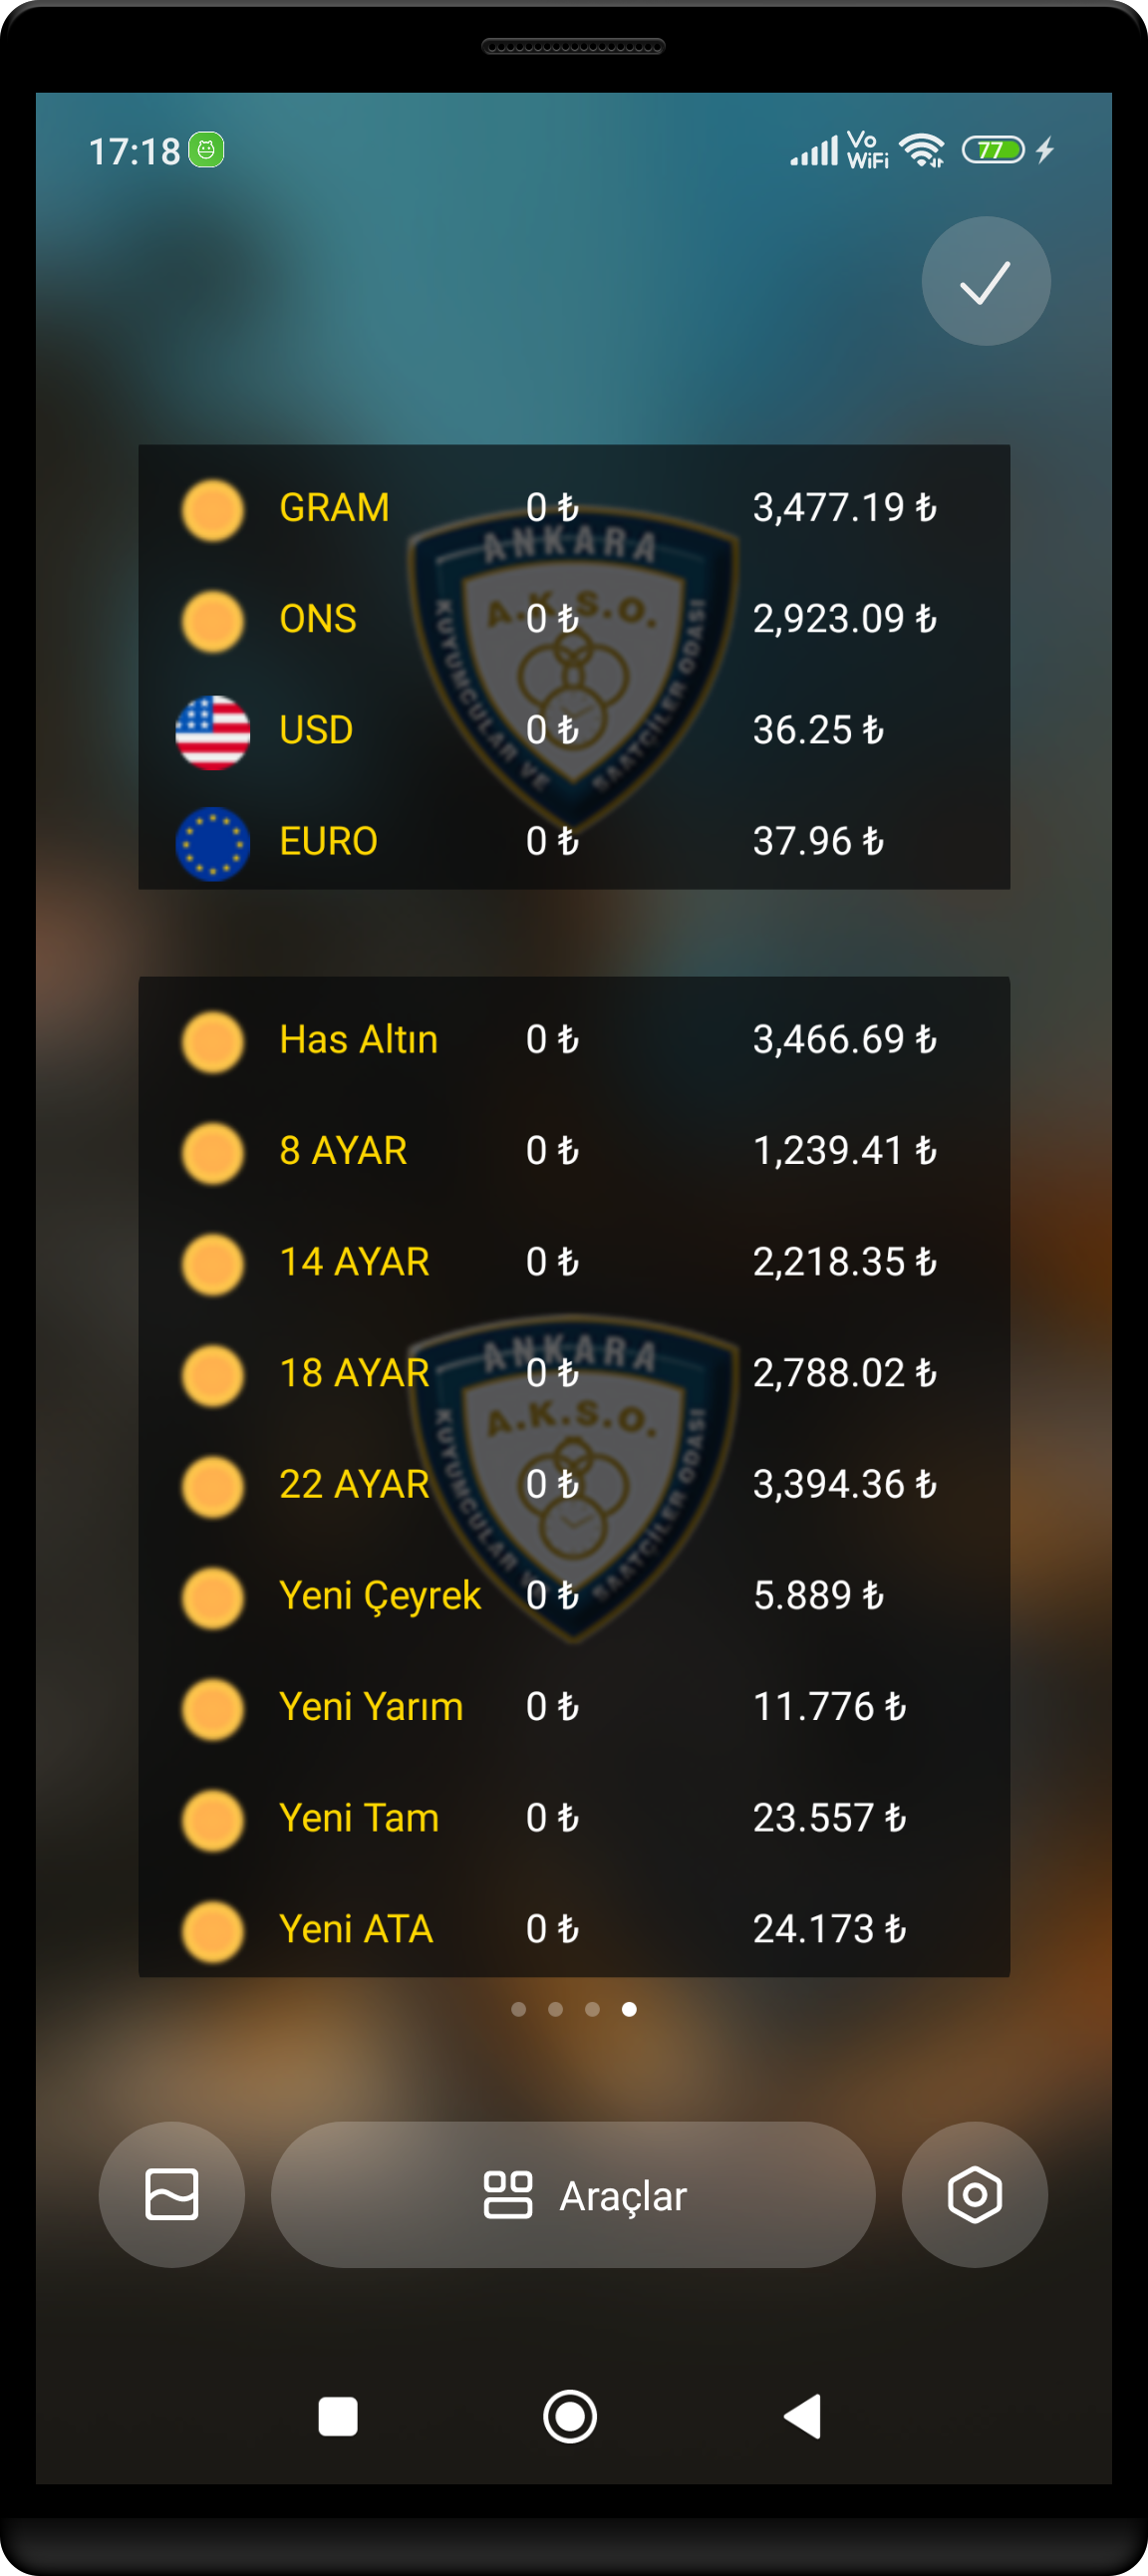 17:18
Vo WiFi
77
GRAM 0 ₺ 3,477.19 ₺
ONS 0 ₺ 2,923.09 ₺
USD 0 ₺ 36.25 ₺
EURO 0 ₺ 37.96 ₺
ANKARA
A.K.S.O.
KUYUMCULAR VE SAATÇİLER ODASI
Has Altın 0 ₺ 3,466.69 ₺
8 AYAR 0 ₺ 1,239.41 ₺
14 AYAR 0 ₺ 2,218.35 ₺
18 AYAR 0 ₺ 2,788.02 ₺
22 AYAR 0 ₺ 3,394.36 ₺
Yeni Çeyrek 0 ₺ 5.889 ₺
Yeni Yarım 0 ₺ 11.776 ₺
Yeni Tam 0 ₺ 23.557 ₺
Yeni ATA 0 ₺ 24.173 ₺
ANKARA
A.K.S.O.
KUYUMCULAR VE SAATÇİLER ODASI
Araçlar